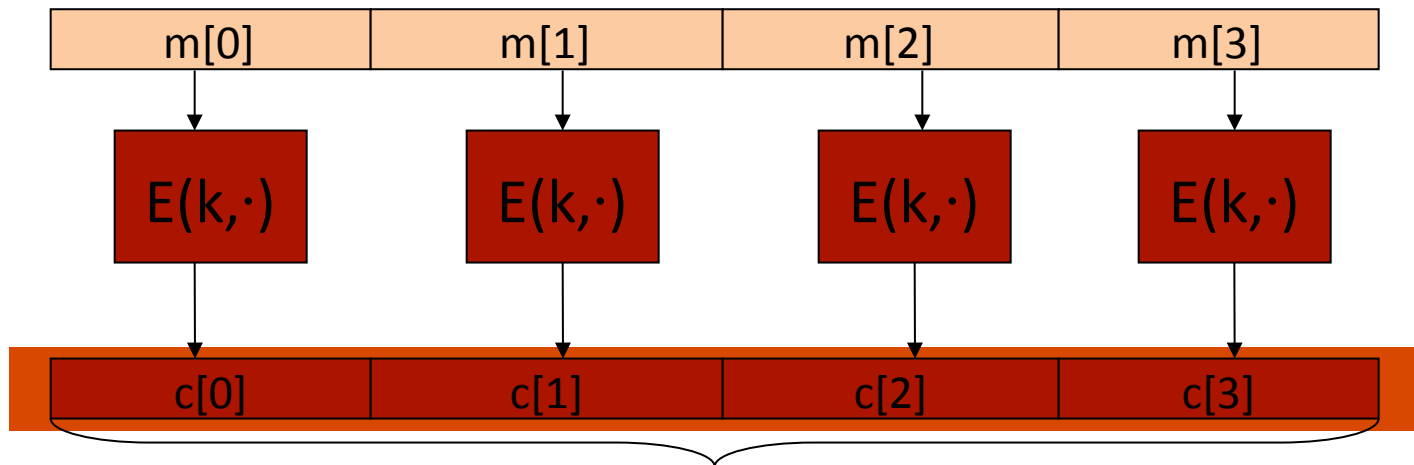 m[0] m[1] m[2] m[3]
E(k,·) E(k,·) E(k,·) E(k,·)
c[0] c[1] c[2] c[3]